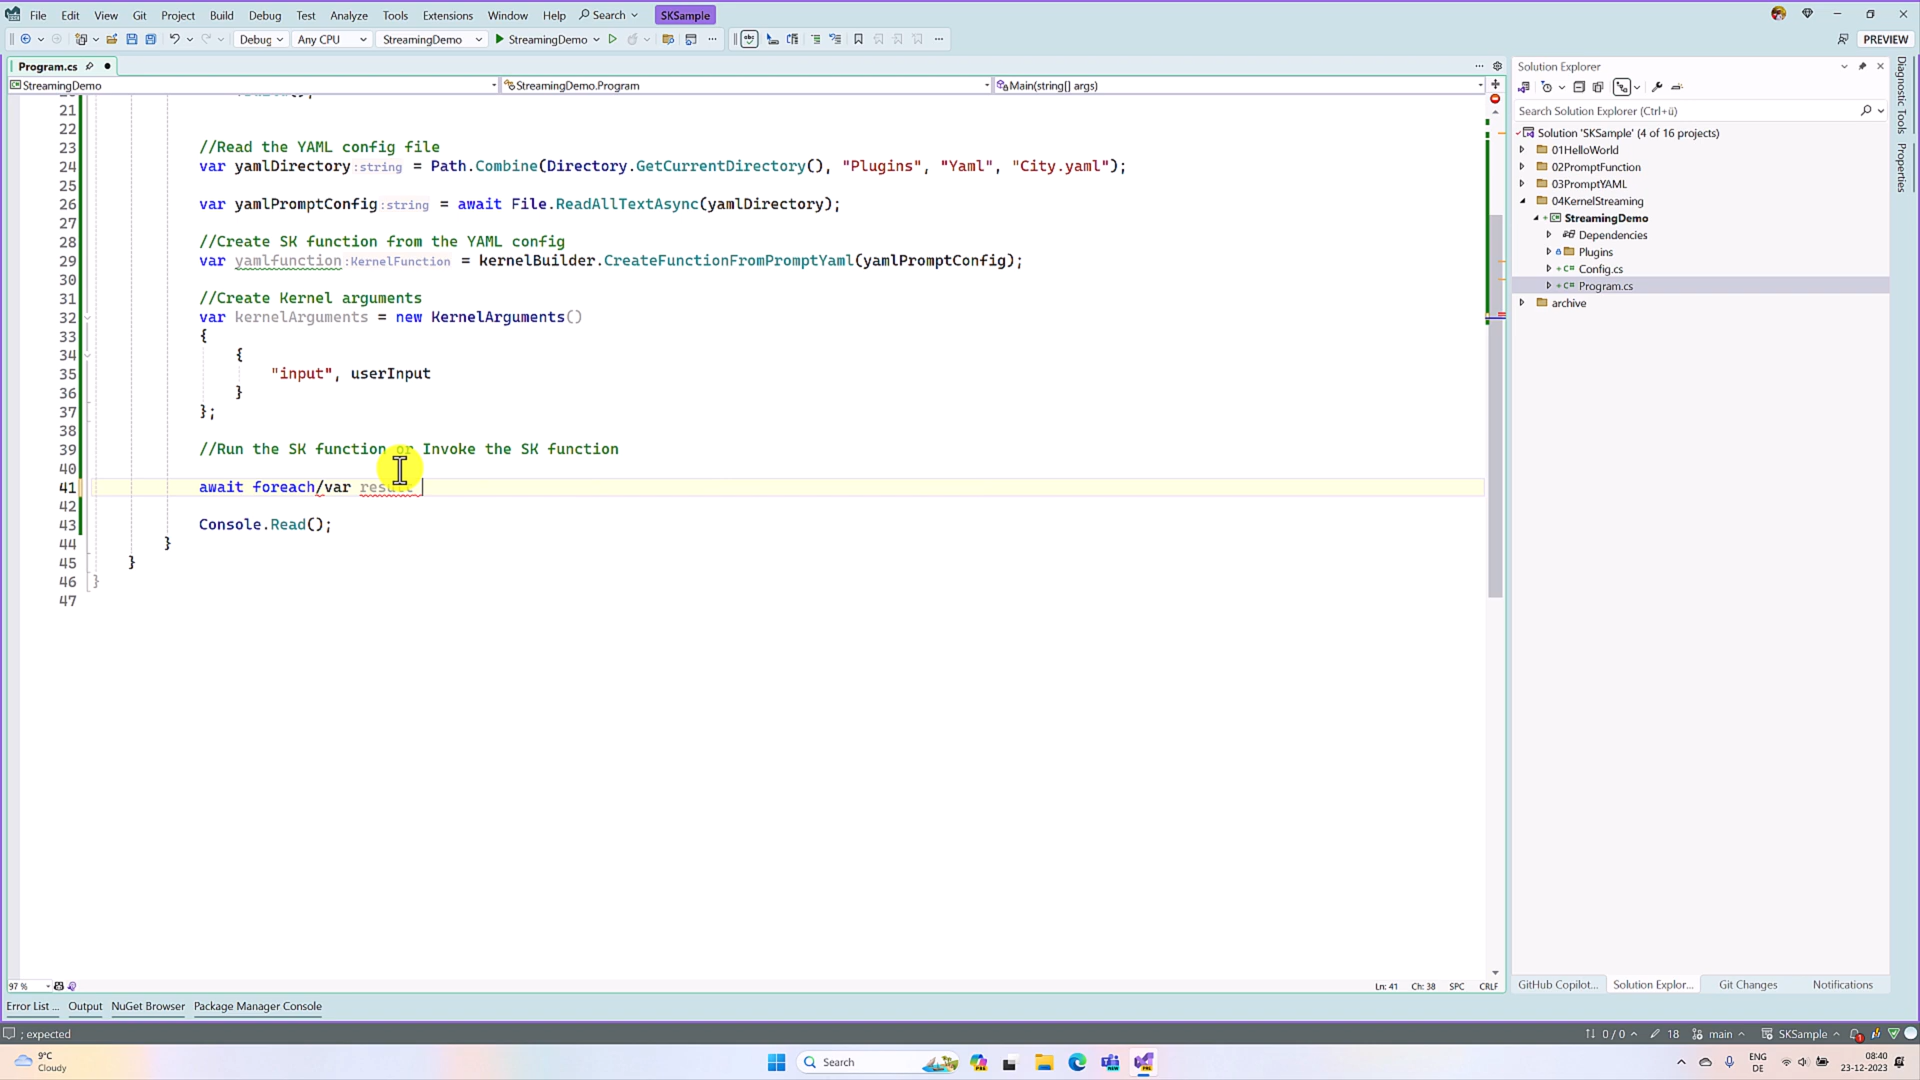 File Edit View Git Project Build Debug Test Analyze Tools Extensions Window Help Search SKSample
Debug Any CPU StreamingDemo StreamingDemo PREVIEW
Program.cs
StreamingDemo StreamingDemo.Program Main(string[] args)
21
22
23 //Read the YAML config file
24 var yamlDirectory:string = Path.Combine(Directory.GetCurrentDirectory(), "Plugins", "Yaml", "City.yaml");
25
26 var yamlPromptConfig:string = await File.ReadAllTextAsync(yamlDirectory);
27
28 //Create SK function from the YAML config
29 var yamlfunction:KernelFunction = kernelBuilder.CreateFunctionFromPromptYaml(yamlPromptConfig);
30
31 //Create Kernel arguments
32 var kernelArguments = new KernelArguments()
33 {
34 {
35 "input", userInput
36 }
37 };
38
39 //Run the SK function or Invoke the SK function
40
41 await foreach/var result
42
43 Console.Read();
44 }
45 }
46 }
47
97 %
Ln: 41 Ch: 38 SPC CRLF
Error List ... Output NuGet Browser Package Manager Console
Solution Explorer
Search Solution Explorer (Ctrl+ü)
Solution 'SKSample' (4 of 16 projects)
01HelloWorld
02PromptFunction
03PromptYAML
04KernelStreaming
StreamingDemo
Dependencies
Plugins
Config.cs
Program.cs
archive
GitHub Copilot... Solution Explor... Git Changes Notifications
Diagnostic Tools
Properties
; expected
0 / 0 18 main SKSample
9°C
Cloudy
Search
ENG
DE
08:40
23-12-2023